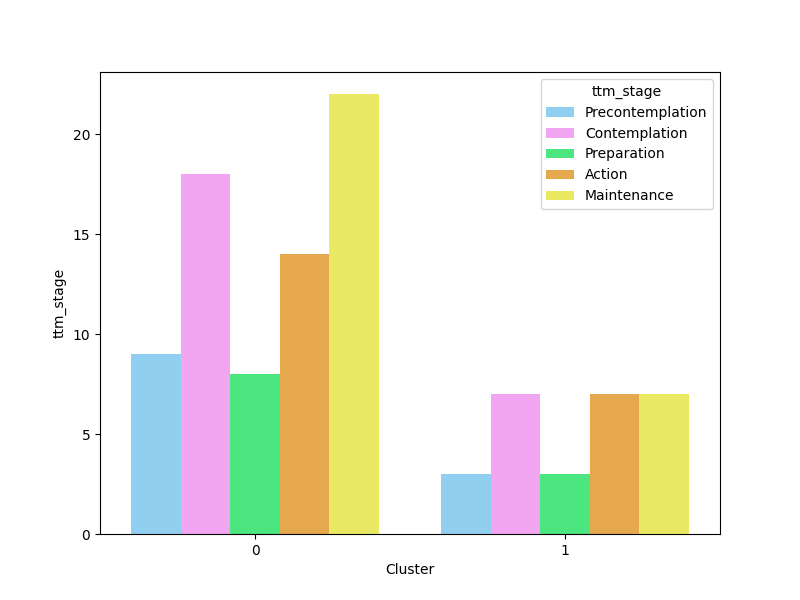 ttm_stage
Precontemplation
Contemplation
Preparation
Action
Maintenance
ttm_stage
20
15
10
5
0
0 1
Cluster